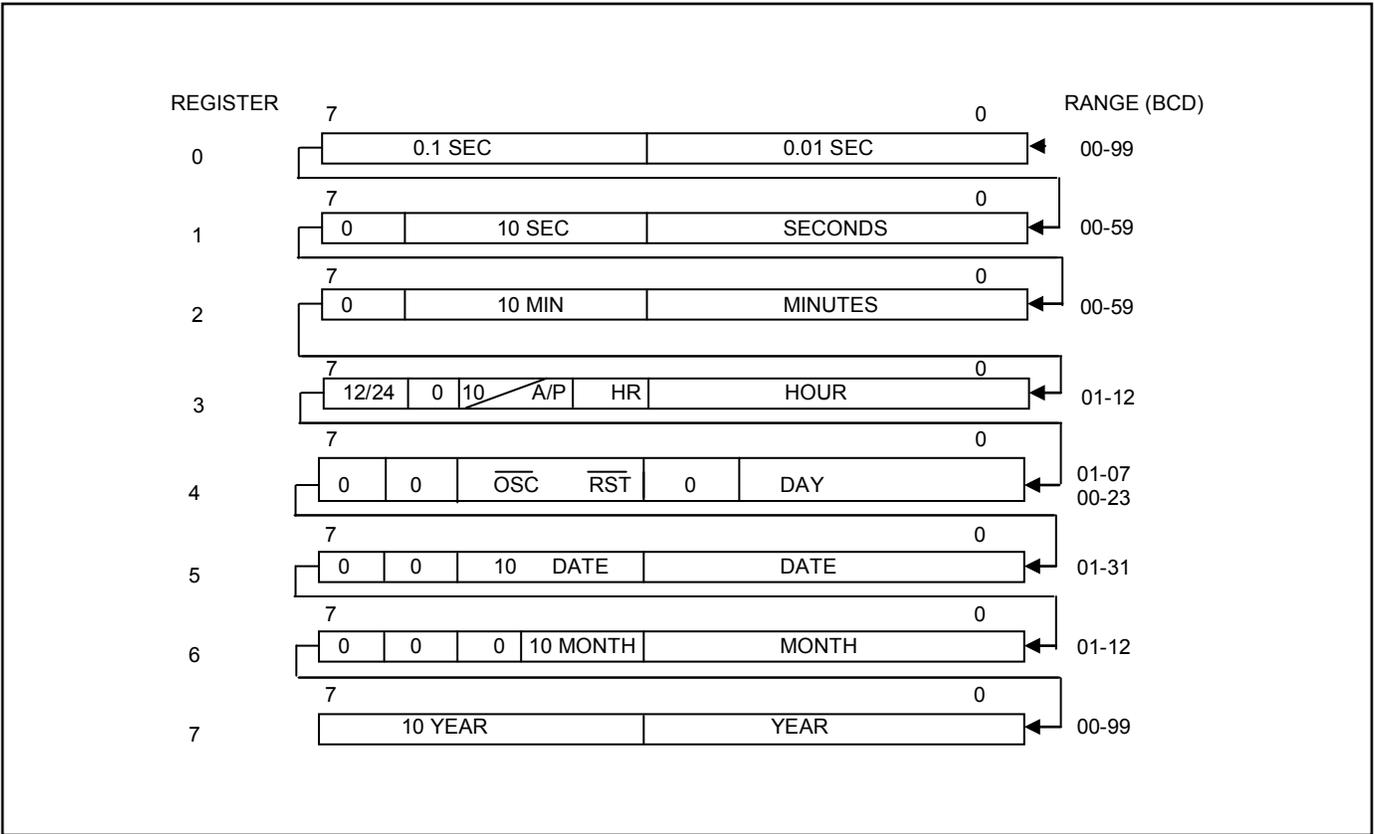 REGISTER 7 0 RANGE (BCD)
0 0.1 SEC 0.01 SEC 00-99
7 0
1 0 10 SEC SECONDS 00-59
7 0
2 0 10 MIN MINUTES 00-59
7 0
3 12/24 0 10 A/P HR HOUR 01-12
7 0
4 0 0 OSC RST 0 DAY 01-07
00-23
7 0
5 0 0 10 DATE DATE 01-31
7 0
6 0 0 0 10 MONTH MONTH 01-12
7 0
7 10 YEAR YEAR 00-99